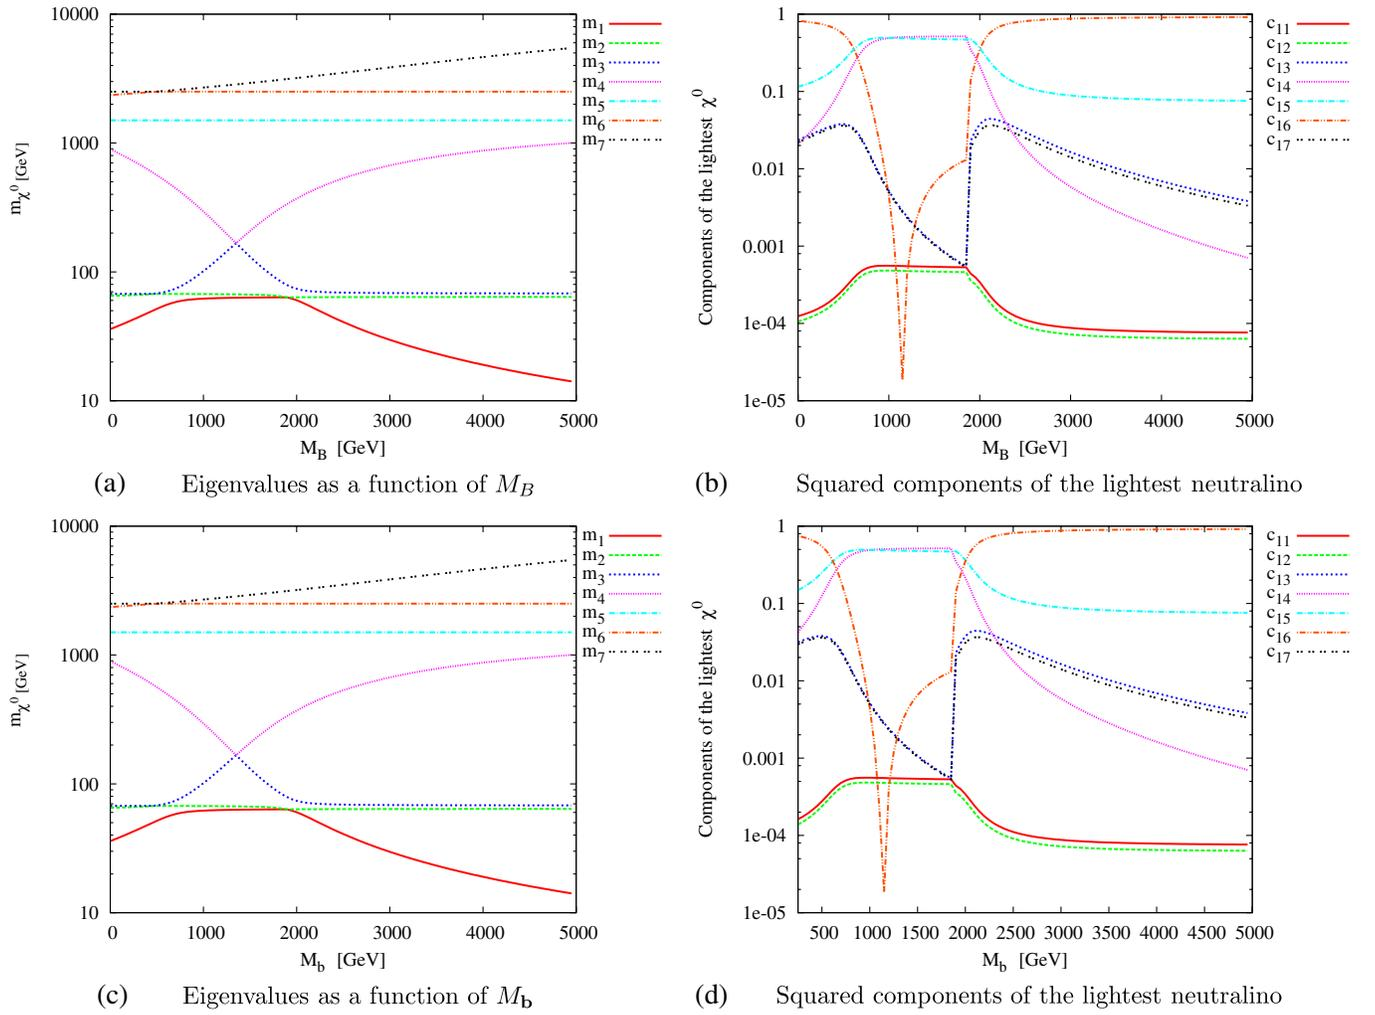 10000
1000
100
10
mχ⁰ [GeV]
0 1000 2000 3000 4000 5000
M_B [GeV]
m₁
m₂
m₃
m₄
m₅
m₆
m₇
(a) Eigenvalues as a function of M_B
1
0.1
0.01
0.001
1e-04
1e-05
Components of the lightest χ⁰
0 1000 2000 3000 4000 5000
M_B [GeV]
c₁₁
c₁₂
c₁₃
c₁₄
c₁₅
c₁₆
c₁₇
(b) Squared components of the lightest neutralino
10000
1000
100
10
mχ⁰ [GeV]
0 1000 2000 3000 4000 5000
M_b [GeV]
m₁
m₂
m₃
m₄
m₅
m₆
m₇
(c) Eigenvalues as a function of M_b
1
0.1
0.01
0.001
1e-04
1e-05
Components of the lightest χ⁰
500 1000 1500 2000 2500 3000 3500 4000 4500 5000
M_b [GeV]
c₁₁
c₁₂
c₁₃
c₁₄
c₁₅
c₁₆
c₁₇
(d) Squared components of the lightest neutralino